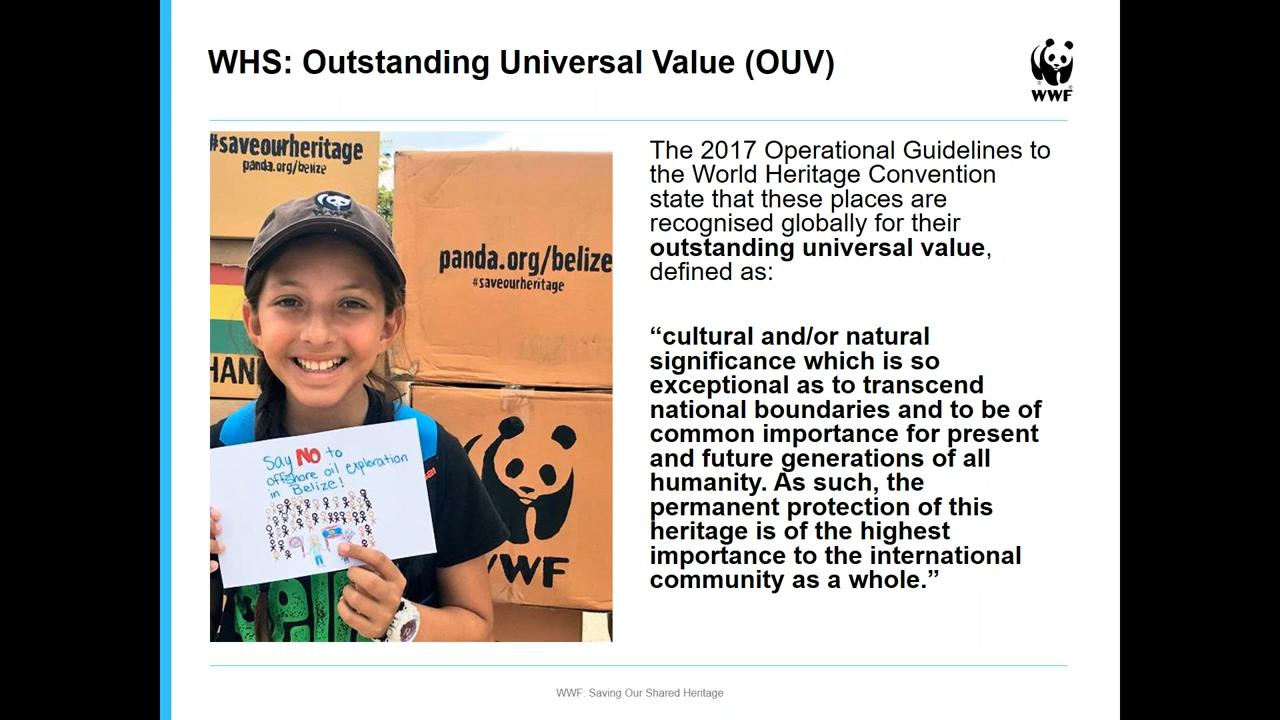 WHS: Outstanding Universal Value (OUV)
WWF
#saveourheritage
panda.org/belize
panda.org/belize
#saveourheritage
HAN
Say NO to
offshore oil exploration
in Belize!
WWF
The 2017 Operational Guidelines to
the World Heritage Convention
state that these places are
recognised globally for their
outstanding universal value,
defined as:
“cultural and/or natural
significance which is so
exceptional as to transcend
national boundaries and to be of
common importance for present
and future generations of all
humanity. As such, the
permanent protection of this
heritage is of the highest
importance to the international
community as a whole.”
WWF: Saving Our Shared Heritage